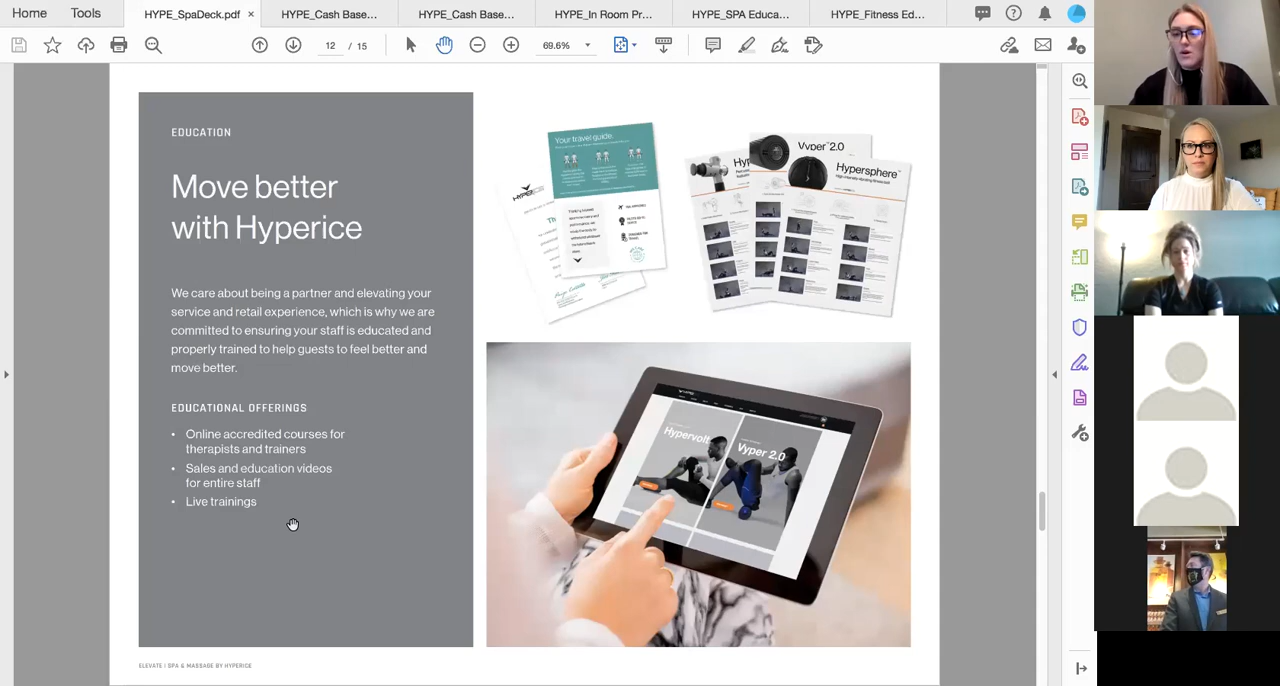 Home
Tools
HYPE_SpaDeck.pdf
HYPE_Cash Base...
HYPE_Cash Base...
HYPE_In Room Pr...
HYPE_SPA Educa...
HYPE_Fitness Ed...
12 / 15
69.6%
EDUCATION
Move better
with Hyperice
We care about being a partner and elevating your
service and retail experience, which is why we are
committed to ensuring your staff is educated and
properly trained to help guests to feel better and
move better.
EDUCATIONAL OFFERINGS
• Online accredited courses for
therapists and trainers
• Sales and education videos
for entire staff
• Live trainings
Your travel guide.
Vyper™ 2.0
Hypersphere™
Hypervolt
Vyper 2.0
ELEVATE | SPA & MASSAGE BY HYPERICE